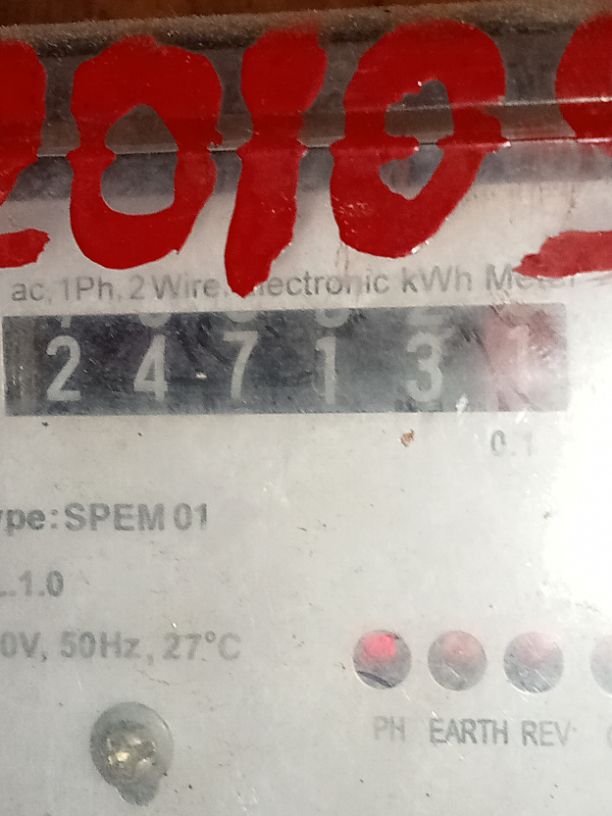 2010
ac, 1Ph, 2 Wire, Electronic kWh Meter
2 4 7 1 3
0.1
ype: SPEM 01
.1.0
0V, 50Hz, 27°C
PH EARTH REV